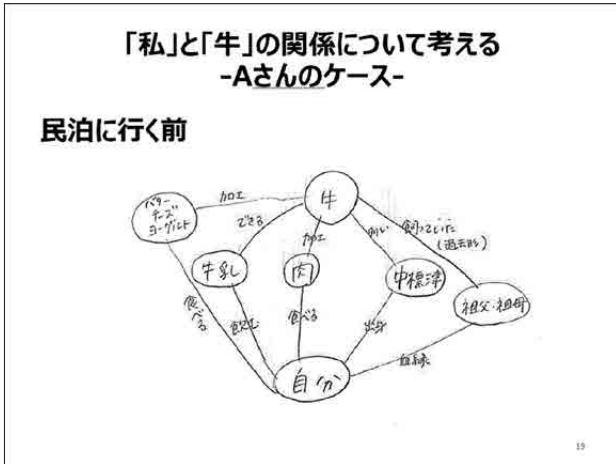 「私」と「牛」の関係について考える
-Aさんのケース-
民泊に行く前
牛
加工
バター
チーズ
ヨーグルト
できる
加工
飼っていた
(過去形)
牛乳
肉
中標津
祖父・祖母
食べる
飲む
食べる
出身
血縁
自分
19